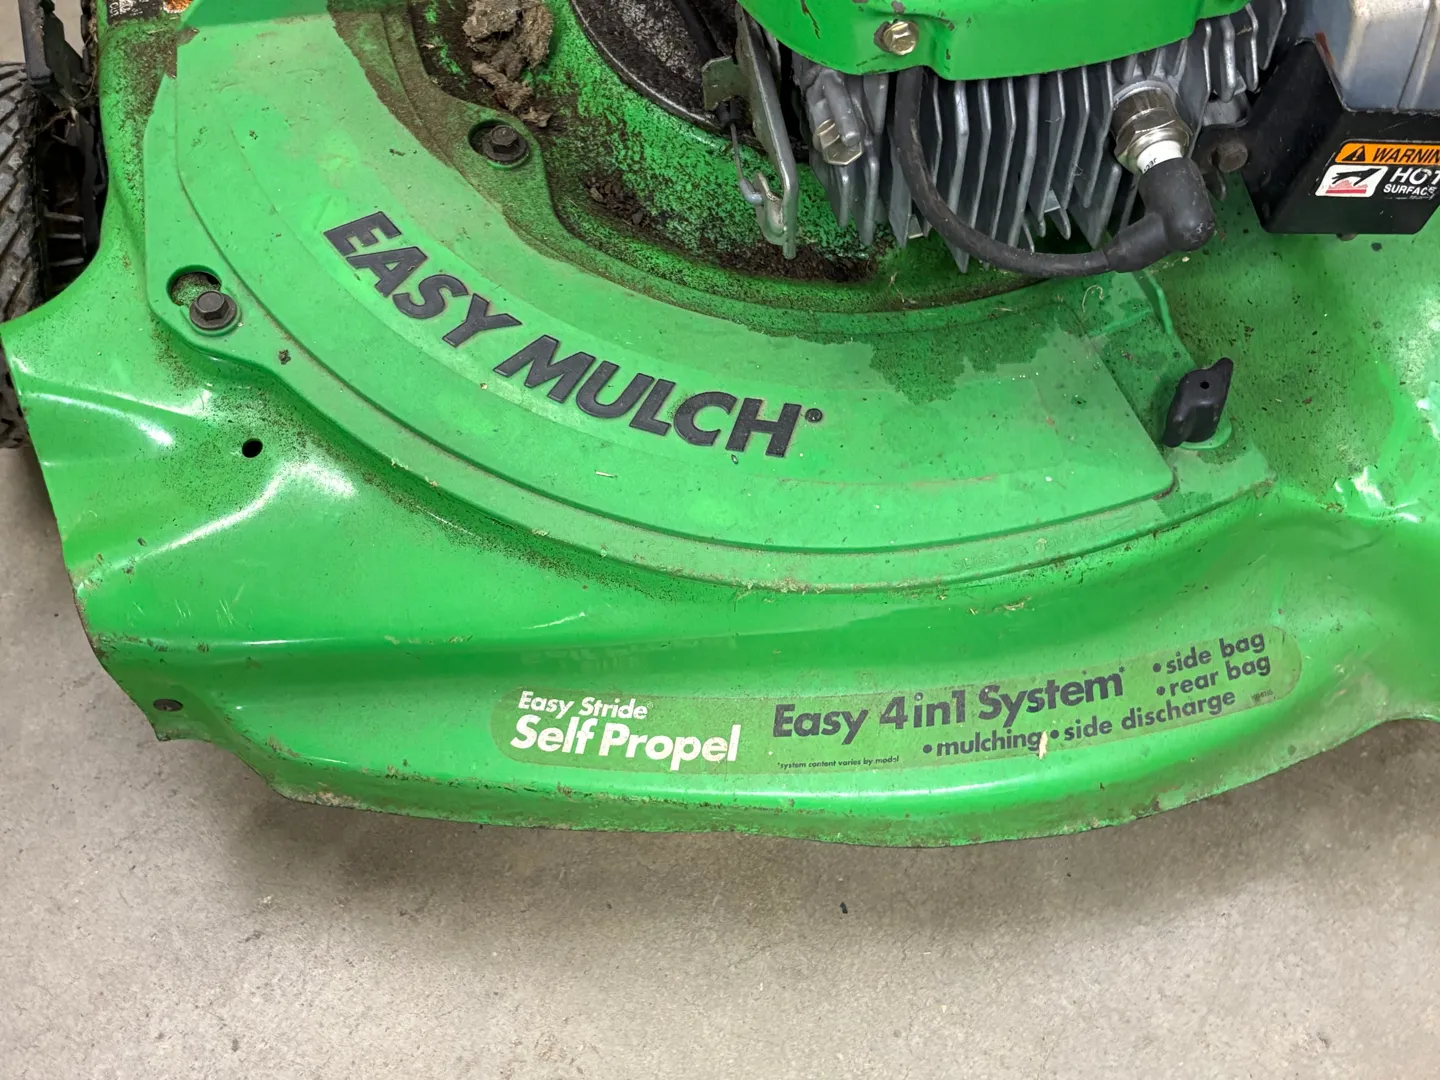 WARNIN
HOT
SURFACE
EASY MULCH®
Easy Stride
Self Propel
Easy 4in1 System
•side bag
•rear bag
•mulching •side discharge
*system content varies by model